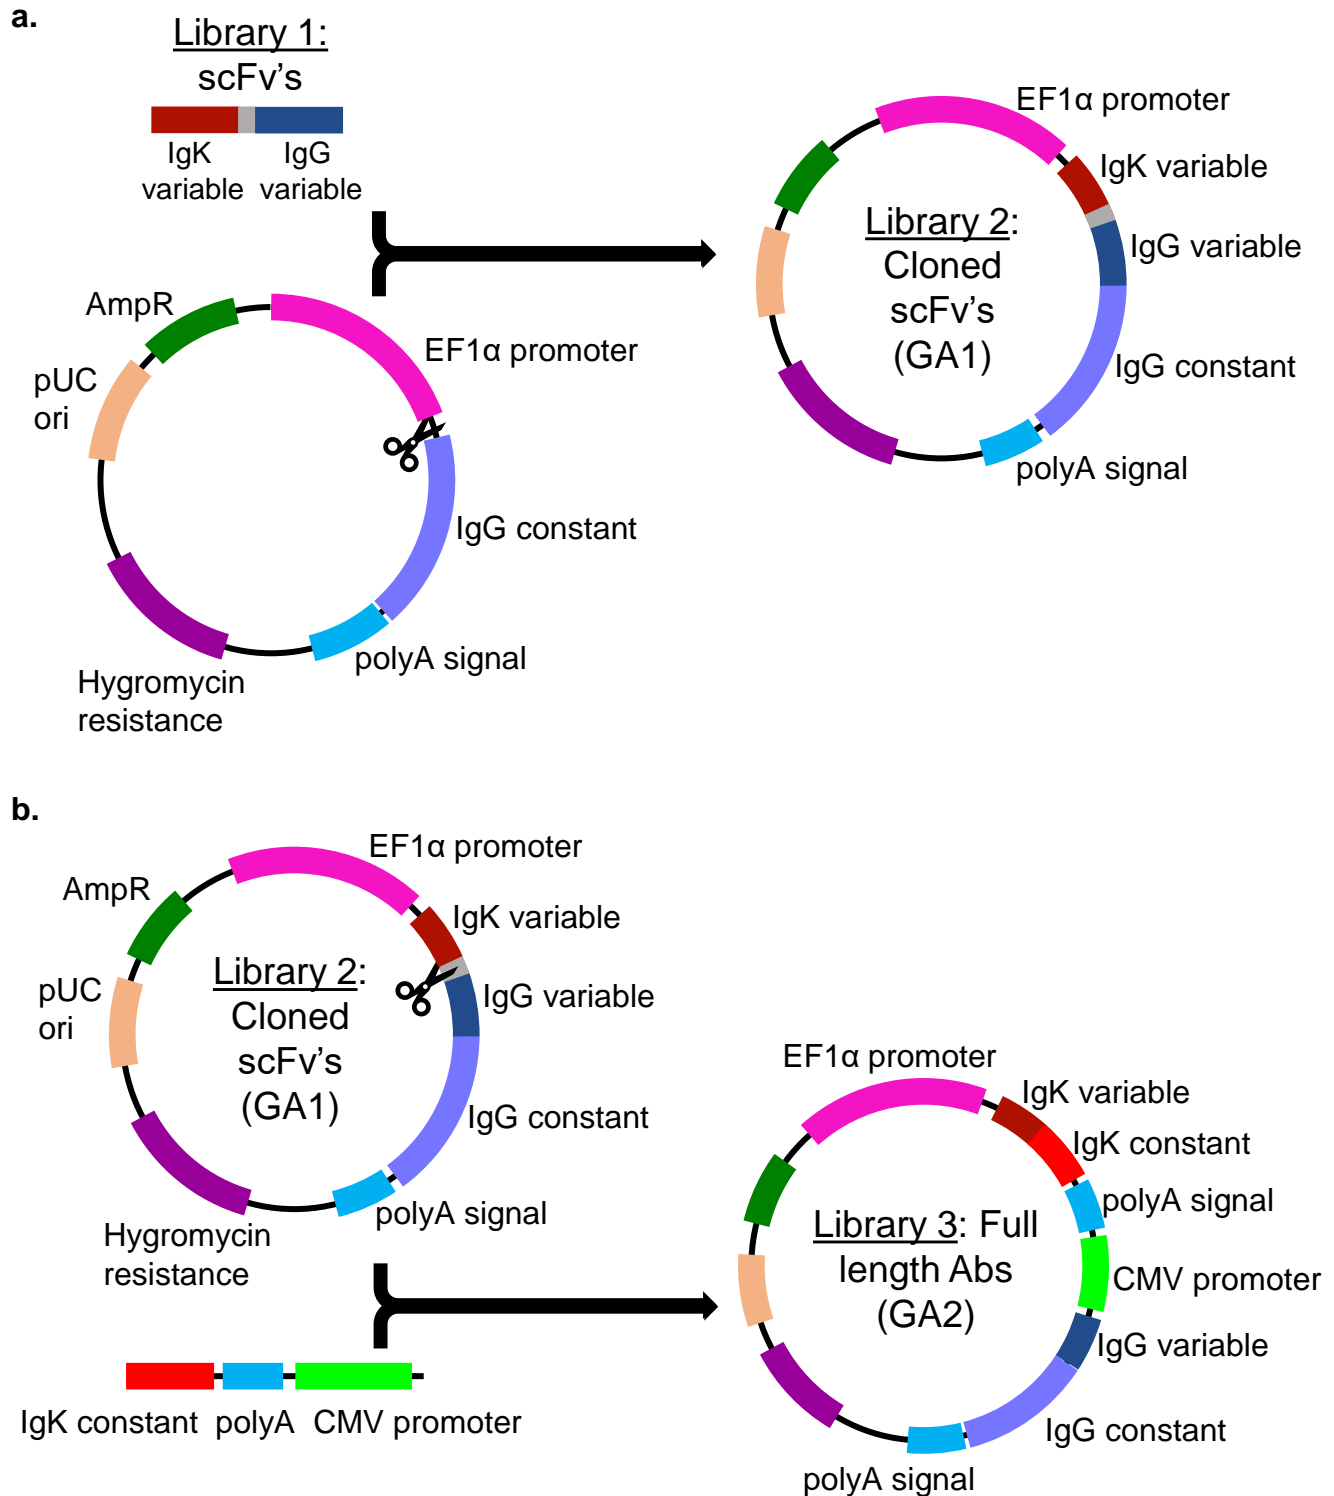 a.
Library 1:
scFv's
IgK
variable
IgG
variable
AmpR
pUC
ori
EF1α promoter
IgG constant
polyA signal
Hygromycin
resistance
EF1α promoter
IgK variable
IgG variable
Library 2:
Cloned
scFv's
(GA1)
IgG constant
polyA signal
b.
EF1α promoter
AmpR
IgK variable
pUC
ori
Library 2:
Cloned
scFv's
(GA1)
IgG variable
IgG constant
polyA signal
Hygromycin
resistance
IgK constant
polyA
CMV promoter
EF1α promoter
IgK variable
IgK constant
polyA signal
Library 3: Full
length Abs
(GA2)
CMV promoter
IgG variable
IgG constant
polyA signal